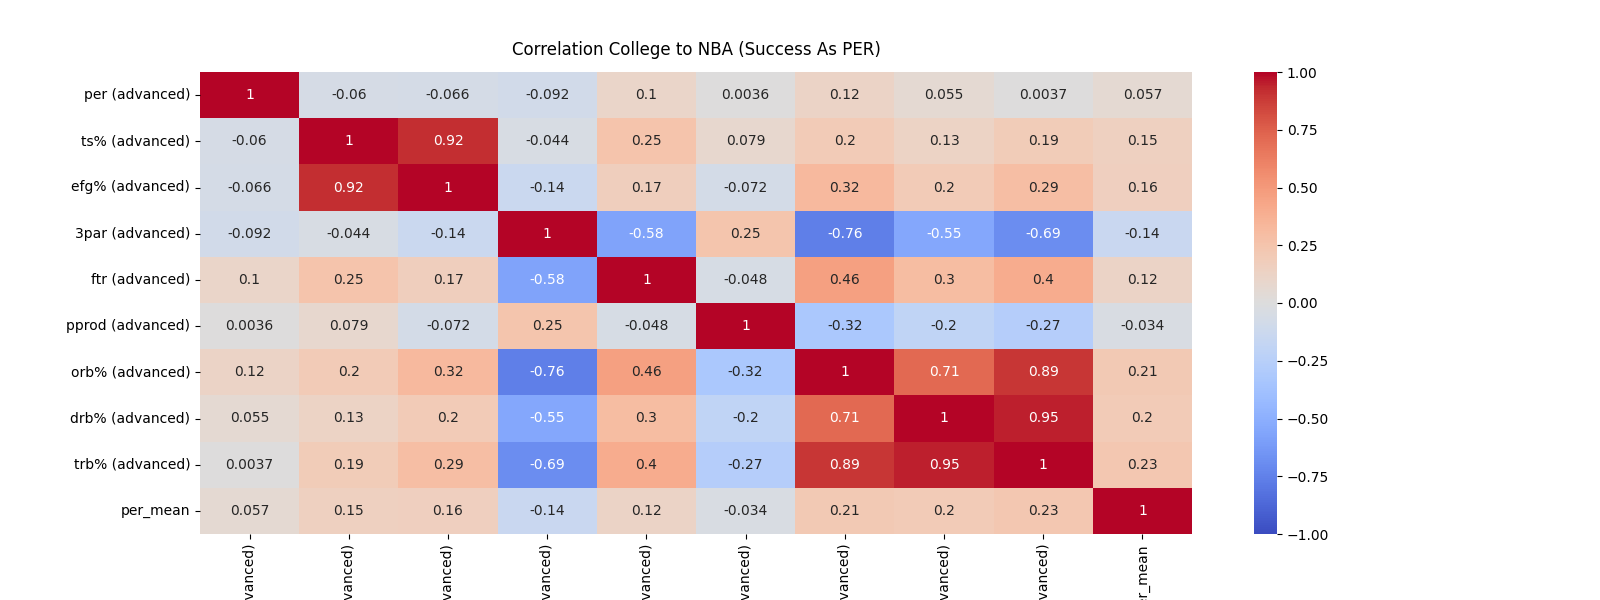 Correlation College to NBA (Success As PER)
per (advanced) 1 -0.06 -0.066 -0.092 0.1 0.0036 0.12 0.055 0.0037 0.057
ts% (advanced) -0.06 1 0.92 -0.044 0.25 0.079 0.2 0.13 0.19 0.15
efg% (advanced) -0.066 0.92 1 -0.14 0.17 -0.072 0.32 0.2 0.29 0.16
3par (advanced) -0.092 -0.044 -0.14 1 -0.58 0.25 -0.76 -0.55 -0.69 -0.14
ftr (advanced) 0.1 0.25 0.17 -0.58 1 -0.048 0.46 0.3 0.4 0.12
pprod (advanced) 0.0036 0.079 -0.072 0.25 -0.048 1 -0.32 -0.2 -0.27 -0.034
orb% (advanced) 0.12 0.2 0.32 -0.76 0.46 -0.32 1 0.71 0.89 0.21
drb% (advanced) 0.055 0.13 0.2 -0.55 0.3 -0.2 0.71 1 0.95 0.2
trb% (advanced) 0.0037 0.19 0.29 -0.69 0.4 -0.27 0.89 0.95 1 0.23
per_mean 0.057 0.15 0.16 -0.14 0.12 -0.034 0.21 0.2 0.23 1
vanced) vanced) vanced) vanced) vanced) vanced) vanced) vanced) vanced) er_mean
1.00
0.75
0.50
0.25
0.00
−0.25
−0.50
−0.75
−1.00